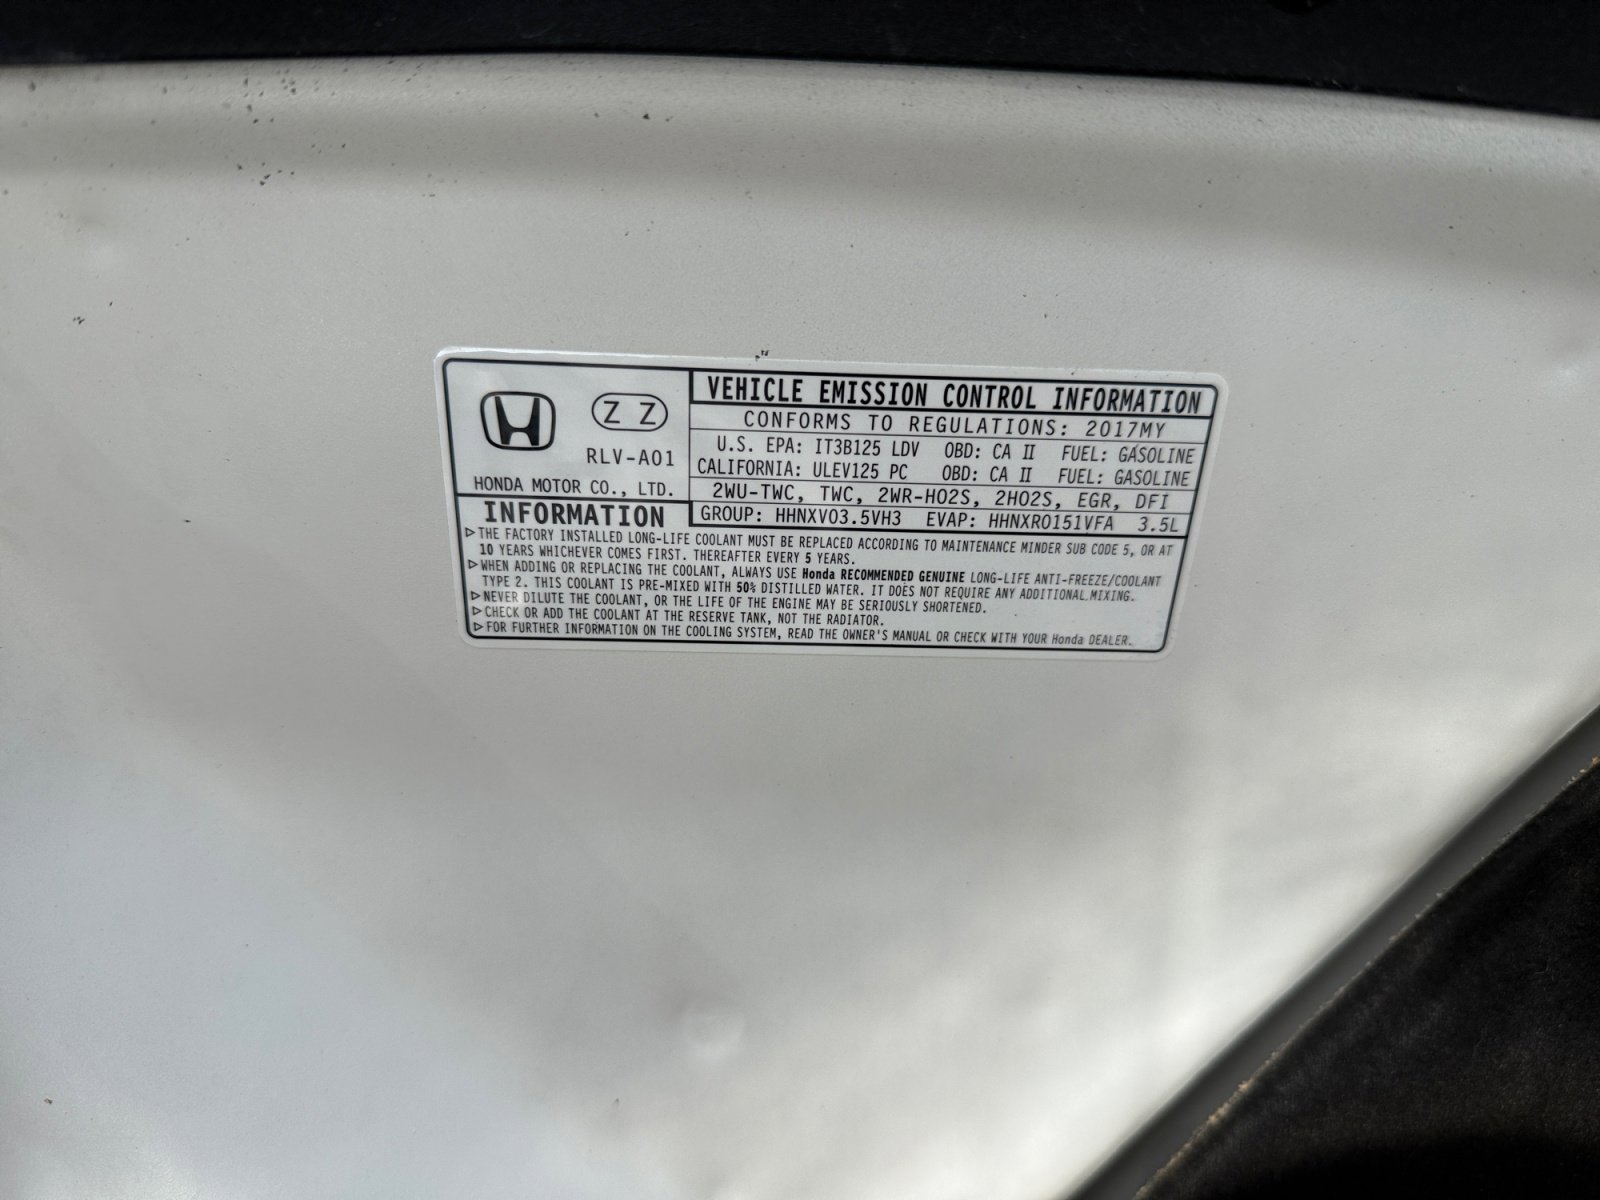 VEHICLE EMISSION CONTROL INFORMATION
CONFORMS TO REGULATIONS: 2017MY
U.S. EPA: IT3B125 LDV OBD: CA II FUEL: GASOLINE
CALIFORNIA: ULEV125 PC OBD: CA II FUEL: GASOLINE
2WU-TWC, TWC, 2WR-HO2S, 2HO2S, EGR, DFI
GROUP: HHNXV03.5VH3 EVAP: HHNXR0151VFA 3.5L
Z Z
RLV-A01
HONDA MOTOR CO., LTD.
INFORMATION
▷THE FACTORY INSTALLED LONG-LIFE COOLANT MUST BE REPLACED ACCORDING TO MAINTENANCE MINDER SUB CODE 5, OR AT
10 YEARS WHICHEVER COMES FIRST. THEREAFTER EVERY 5 YEARS.
▷WHEN ADDING OR REPLACING THE COOLANT, ALWAYS USE Honda RECOMMENDED GENUINE LONG-LIFE ANTI-FREEZE/COOLANT
TYPE 2. THIS COOLANT IS PRE-MIXED WITH 50% DISTILLED WATER. IT DOES NOT REQUIRE ANY ADDITIONAL MIXING.
▷NEVER DILUTE THE COOLANT, OR THE LIFE OF THE ENGINE MAY BE SERIOUSLY SHORTENED.
▷CHECK OR ADD THE COOLANT AT THE RESERVE TANK, NOT THE RADIATOR.
▷FOR FURTHER INFORMATION ON THE COOLING SYSTEM, READ THE OWNER'S MANUAL OR CHECK WITH YOUR Honda DEALER.